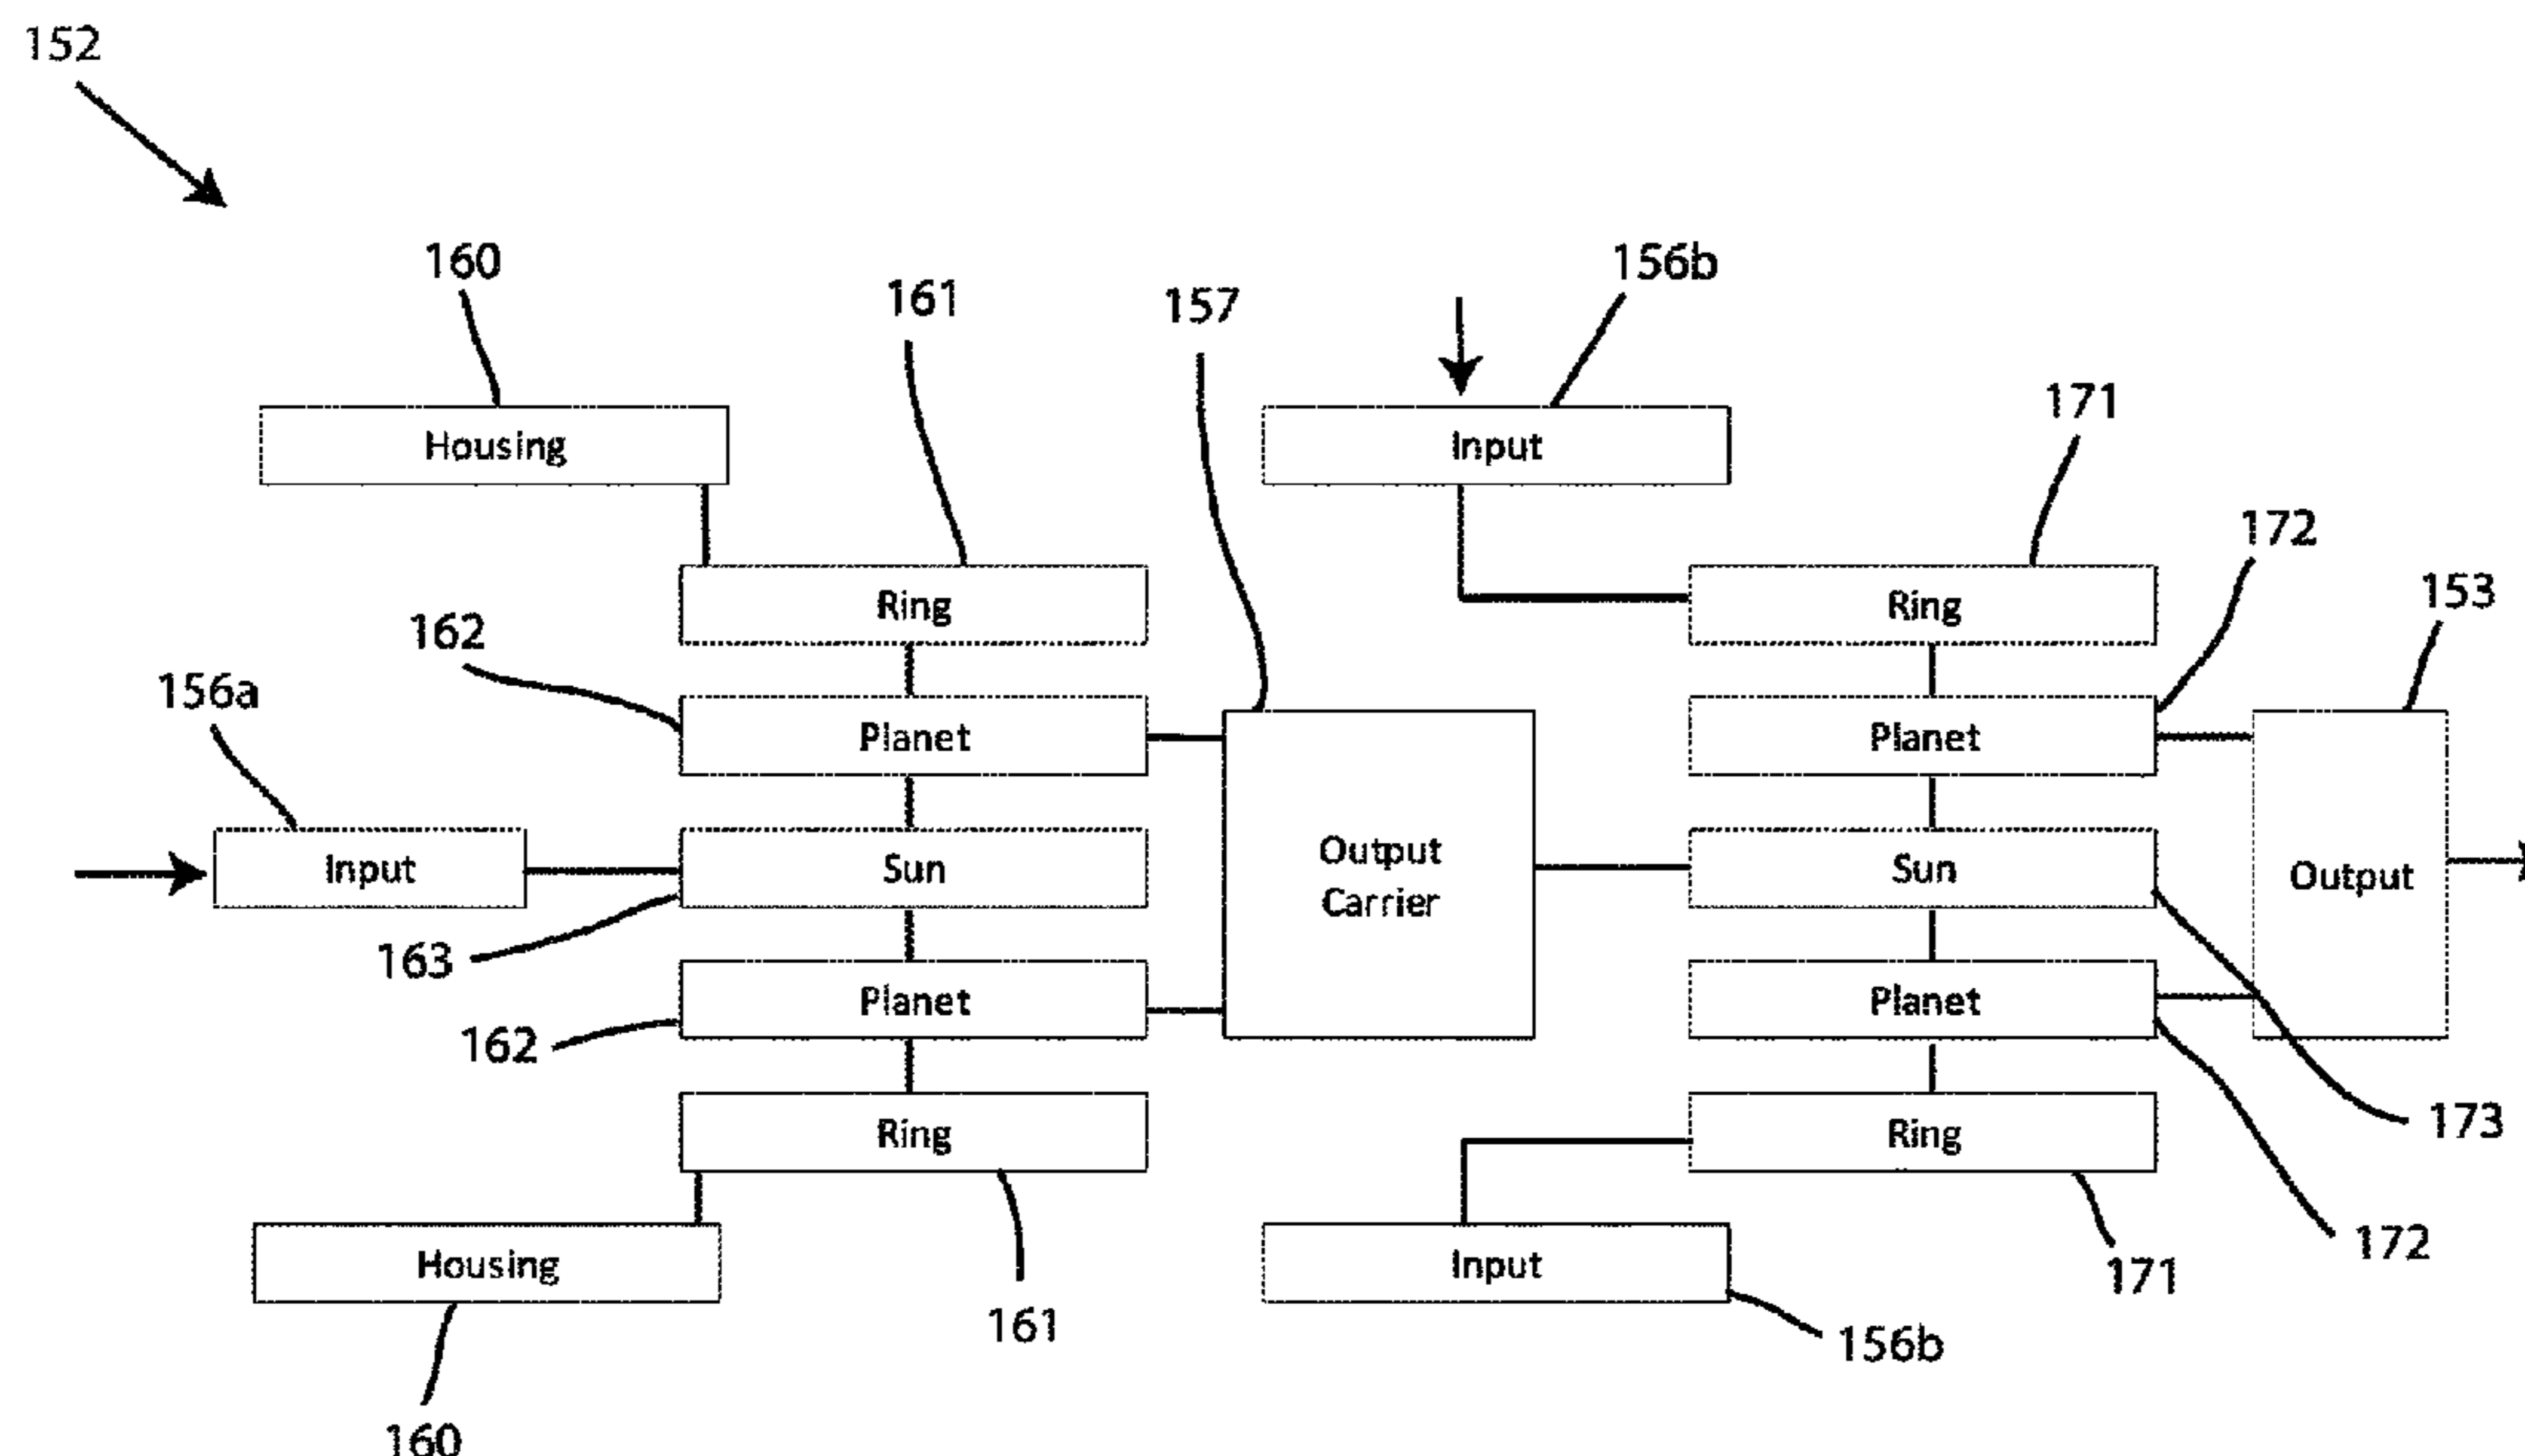 152
160
161
157
156b
171
172
153
Housing
Input
Ring
Ring
162
156a
Planet
Planet
Input
Sun
Output
Carrier
Sun
Output
163
Planet
Planet
162
Ring
Ring
173
172
171
Housing
Input
161
156b
160